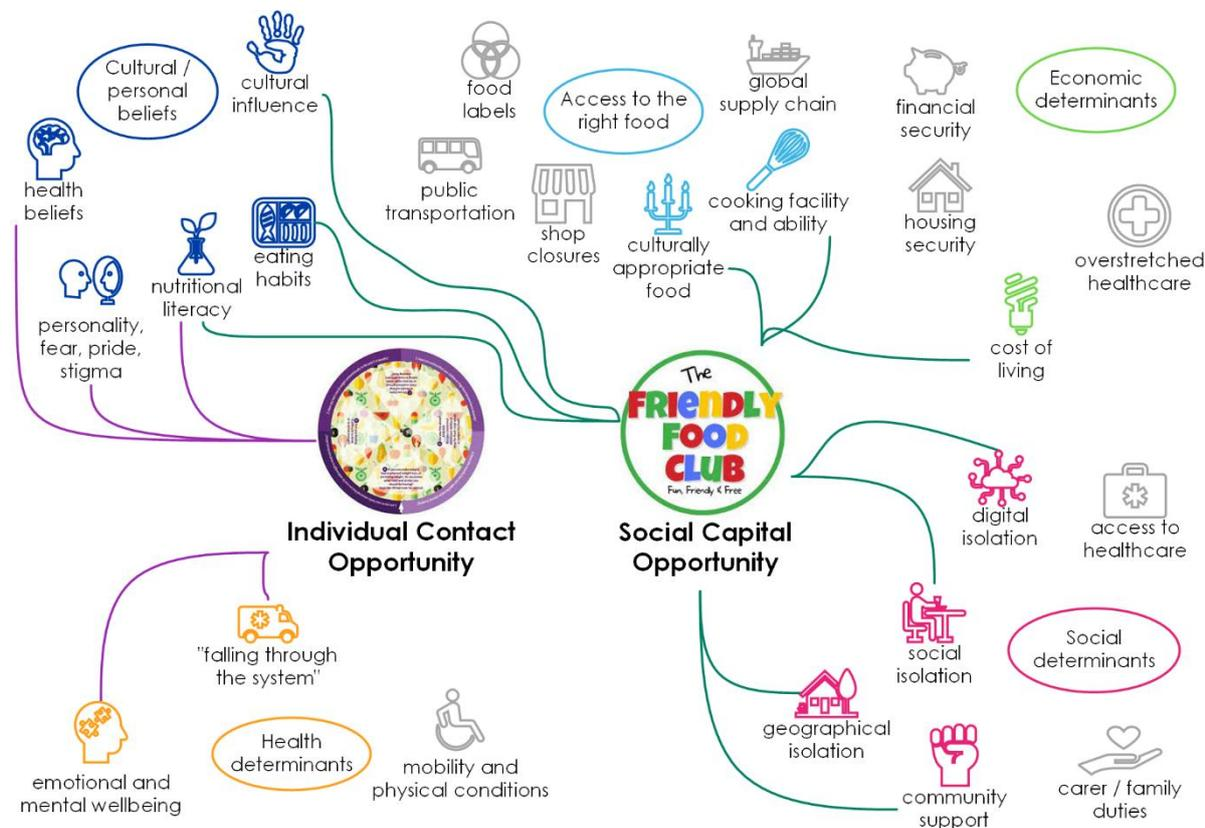 Cultural /
personal
beliefs
cultural
influence
health
beliefs
eating
habits
nutritional
literacy
personality,
fear, pride,
stigma
food
labels
Access to the
right food
global
supply chain
public
transportation
shop
closures
culturally
appropriate
food
cooking facility
and ability
financial
security
Economic
determinants
housing
security
overstretched
healthcare
cost of
living
The
FRIENDLY
FOOD
CLUB
Fun, Friendly & Free
Individual Contact
Opportunity
Social Capital
Opportunity
digital
isolation
access to
healthcare
social
isolation
Social
determinants
geographical
isolation
community
support
carer / family
duties
"falling through
the system"
Health
determinants
mobility and
physical conditions
emotional and
mental wellbeing